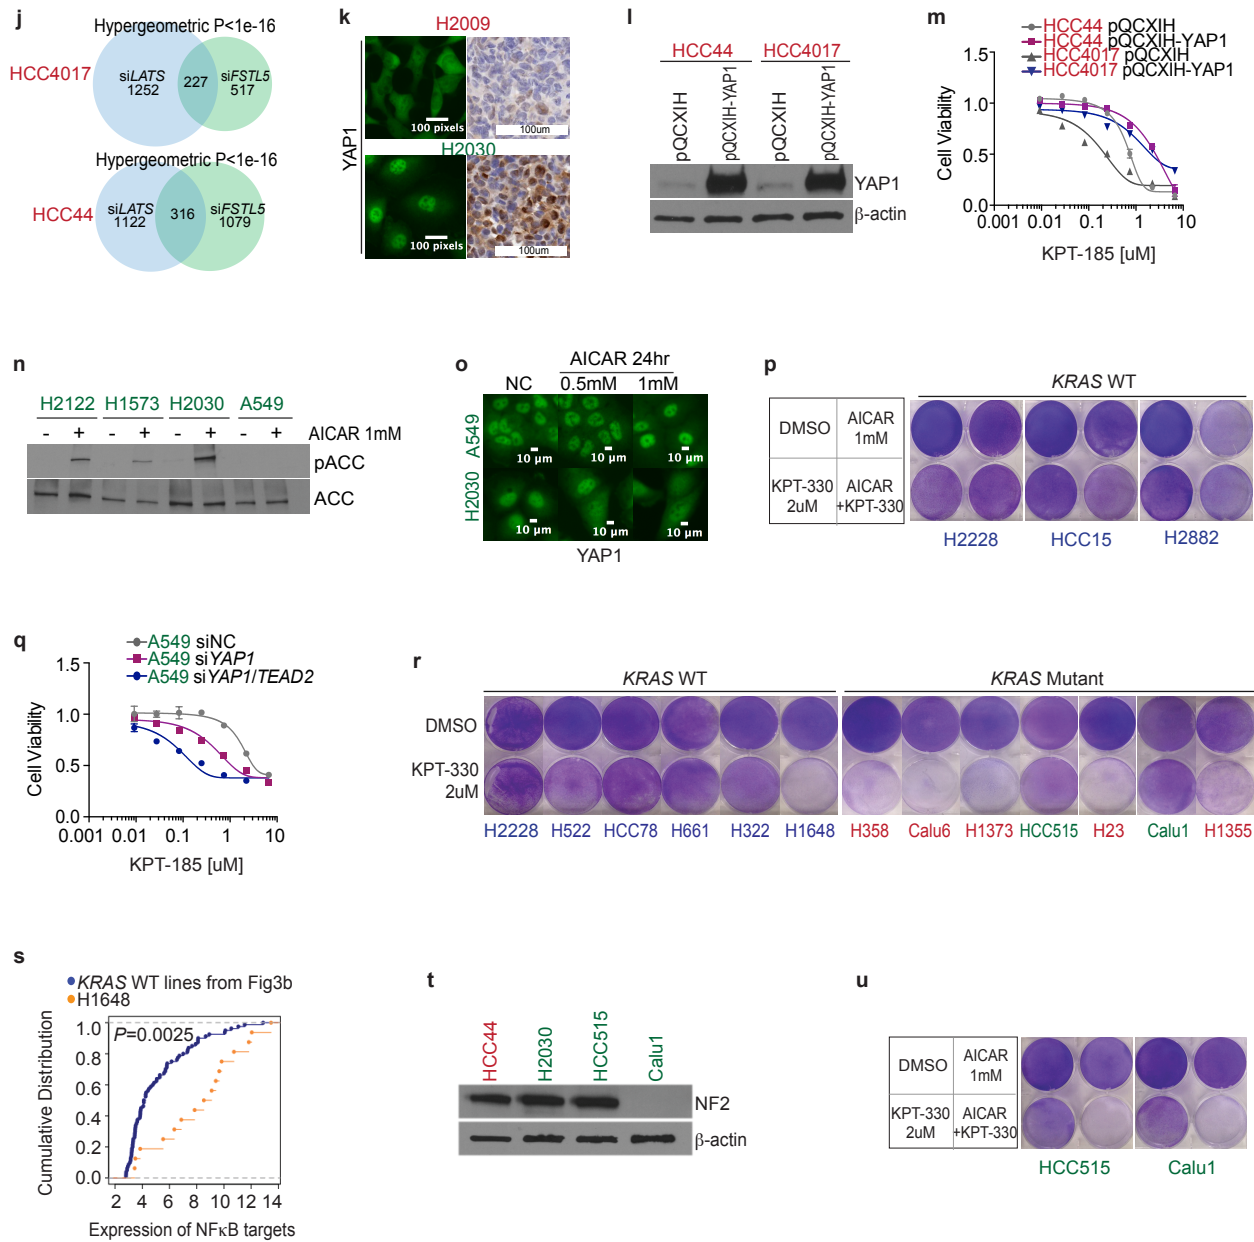 j
Hypergeometric P<1e-16
HCC4017
siLATS
1252
227
siFSTL5
517
Hypergeometric P<1e-16
HCC44
siLATS
1122
316
siFSTL5
1079
k
H2009
YAP1
100 pixels
100um
H2030
100 pixels
100um
l
HCC44 HCC4017
pQCXIH
pQCXIH-YAP1
pQCXIH
pQCXIH-YAP1
YAP1
β-actin
m
HCC44 pQCXIH
HCC44 pQCXIH-YAP1
HCC4017 pQCXIH
HCC4017 pQCXIH-YAP1
Cell Viability
1.5
1.0
0.5
0.0
0.001 0.01 0.1 1 10
KPT-185 [uM]
n
H2122 H1573 H2030 A549
- + - + - + - + AICAR 1mM
pACC
ACC
o
AICAR 24hr
NC 0.5mM 1mM
A549
10 µm 10 µm 10 µm
H2030
10 µm 10 µm 10 µm
YAP1
p
KRAS WT
DMSO
AICAR
1mM
KPT-330
2uM
AICAR
+KPT-330
H2228 HCC15 H2882
q
A549 siNC
A549 siYAP1
A549 siYAP1/TEAD2
Cell Viability
1.5
1.0
0.5
0.0
0.001 0.01 0.1 1 10
KPT-185 [uM]
r
KRAS WT KRAS Mutant
DMSO
KPT-330
2uM
H2228 H522 HCC78 H661 H322 H1648 H358 Calu6 H1373 HCC515 H23 Calu1 H1355
s
KRAS WT lines from Fig3b
H1648
P=0.0025
Cumulative Distribution
1.0
0.8
0.6
0.4
0.2
0.0
2 4 6 8 10 12 14
Expression of NFκB targets
t
HCC44
H2030
HCC515
Calu1
NF2
β-actin
u
DMSO
AICAR
1mM
KPT-330
2uM
AICAR
+KPT-330
HCC515 Calu1